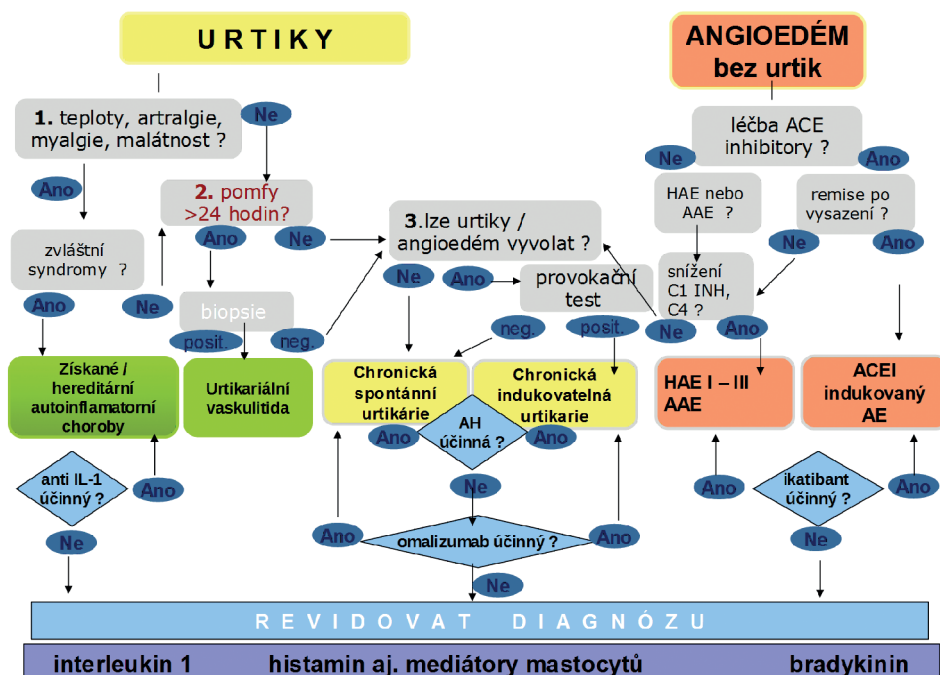 URTIKY
ANGIOEDÉM
bez urtik
1. teploty, artralgie,
myalgie, malátnost ?
Ne
léčba ACE
inhibitory ?
Ne
Ano
Ano
2. pomfy
>24 hodin?
HAE nebo
AAE ?
remise po
vysazení ?
3.lze urtiky /
angioedém vyvolat ?
Ano
Ne
Ne
Ano
zvláštní
syndromy ?
Ne
Ano
provokační
test
snížení
C1 INH,
C4 ?
Ano
Ne
biopsie
posit.
neg.
neg.
posit.
Ne
Ano
Získané /
hereditární
autoinflamatorní
choroby
Urtikariální
vaskulitida
Chronická
spontánní
urtikárie
Chronická
indukovatelná
urtikarie
HAE I – III
AAE
ACEI
indukovaný
AE
Ano
AH
účinná ?
Ano
anti IL-1
účinný ?
Ano
Ne
Ano
ikatibant
účinný ?
Ano
Ne
Ano
omalizumab účinný ?
Ano
Ne
Ne
REVIDOVAT DIAGNÓZU
interleukin 1
histamin aj. mediátory mastocytů
bradykinin